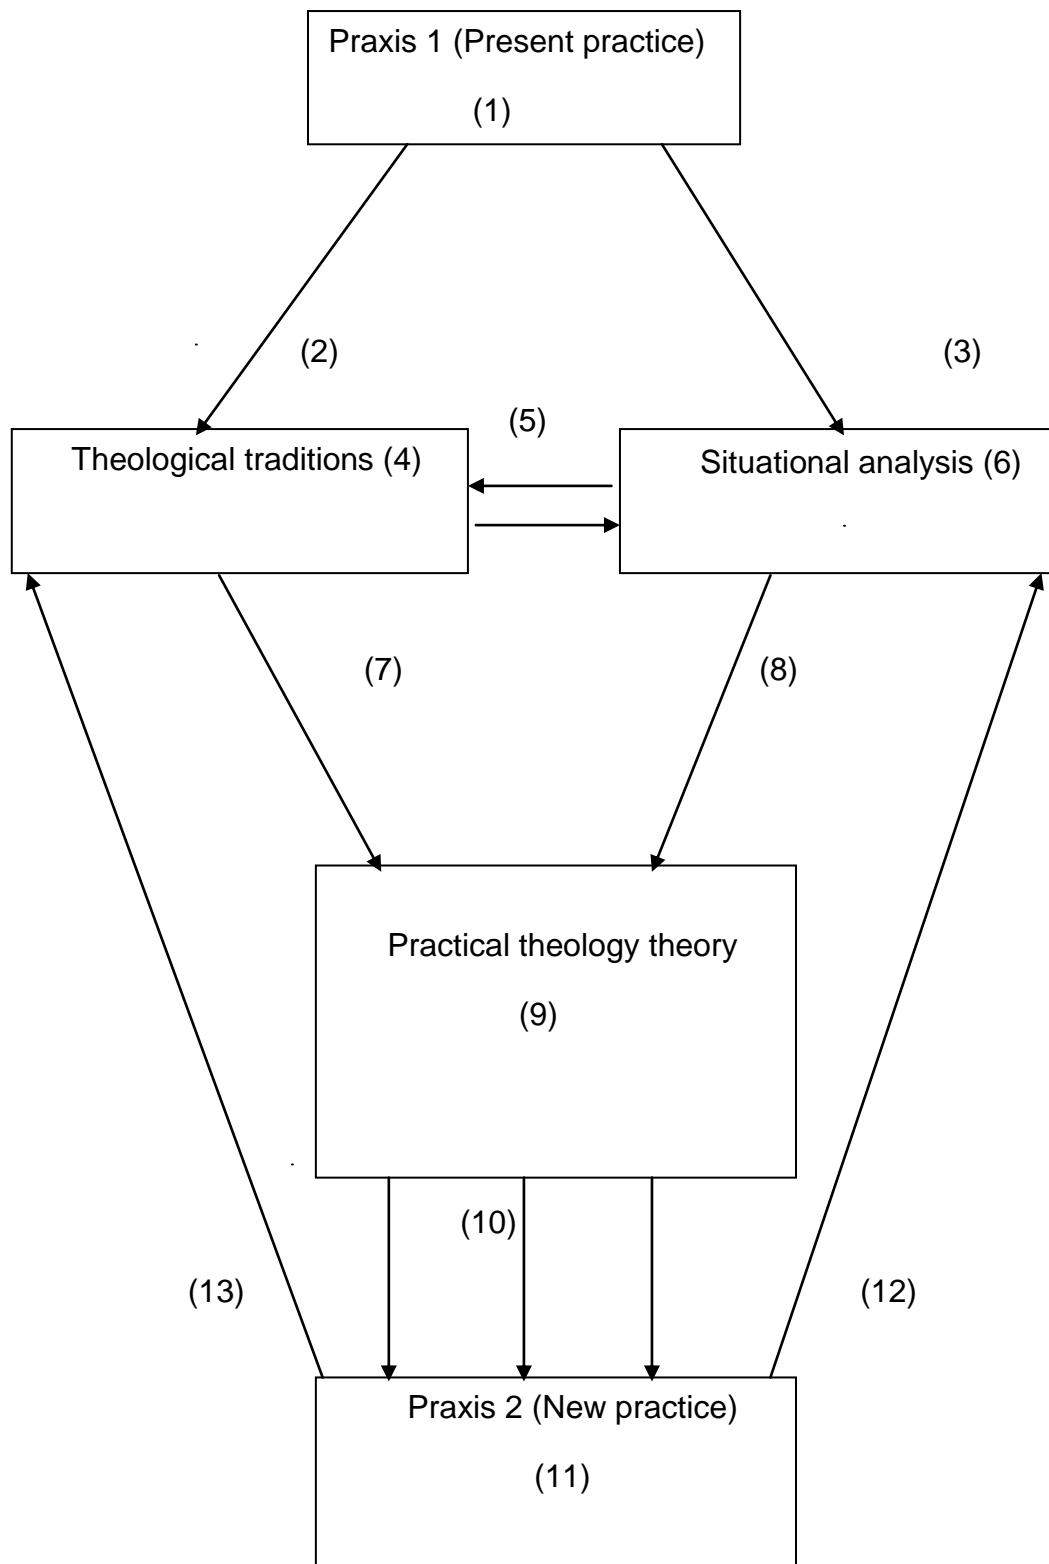 Praxis 1 (Present practice)
(1)
(2)
(3)
(5)
Theological traditions (4)
Situational analysis (6)
(7)
(8)
Practical theology theory
(9)
(10)
(13)
(12)
Praxis 2 (New practice)
(11)